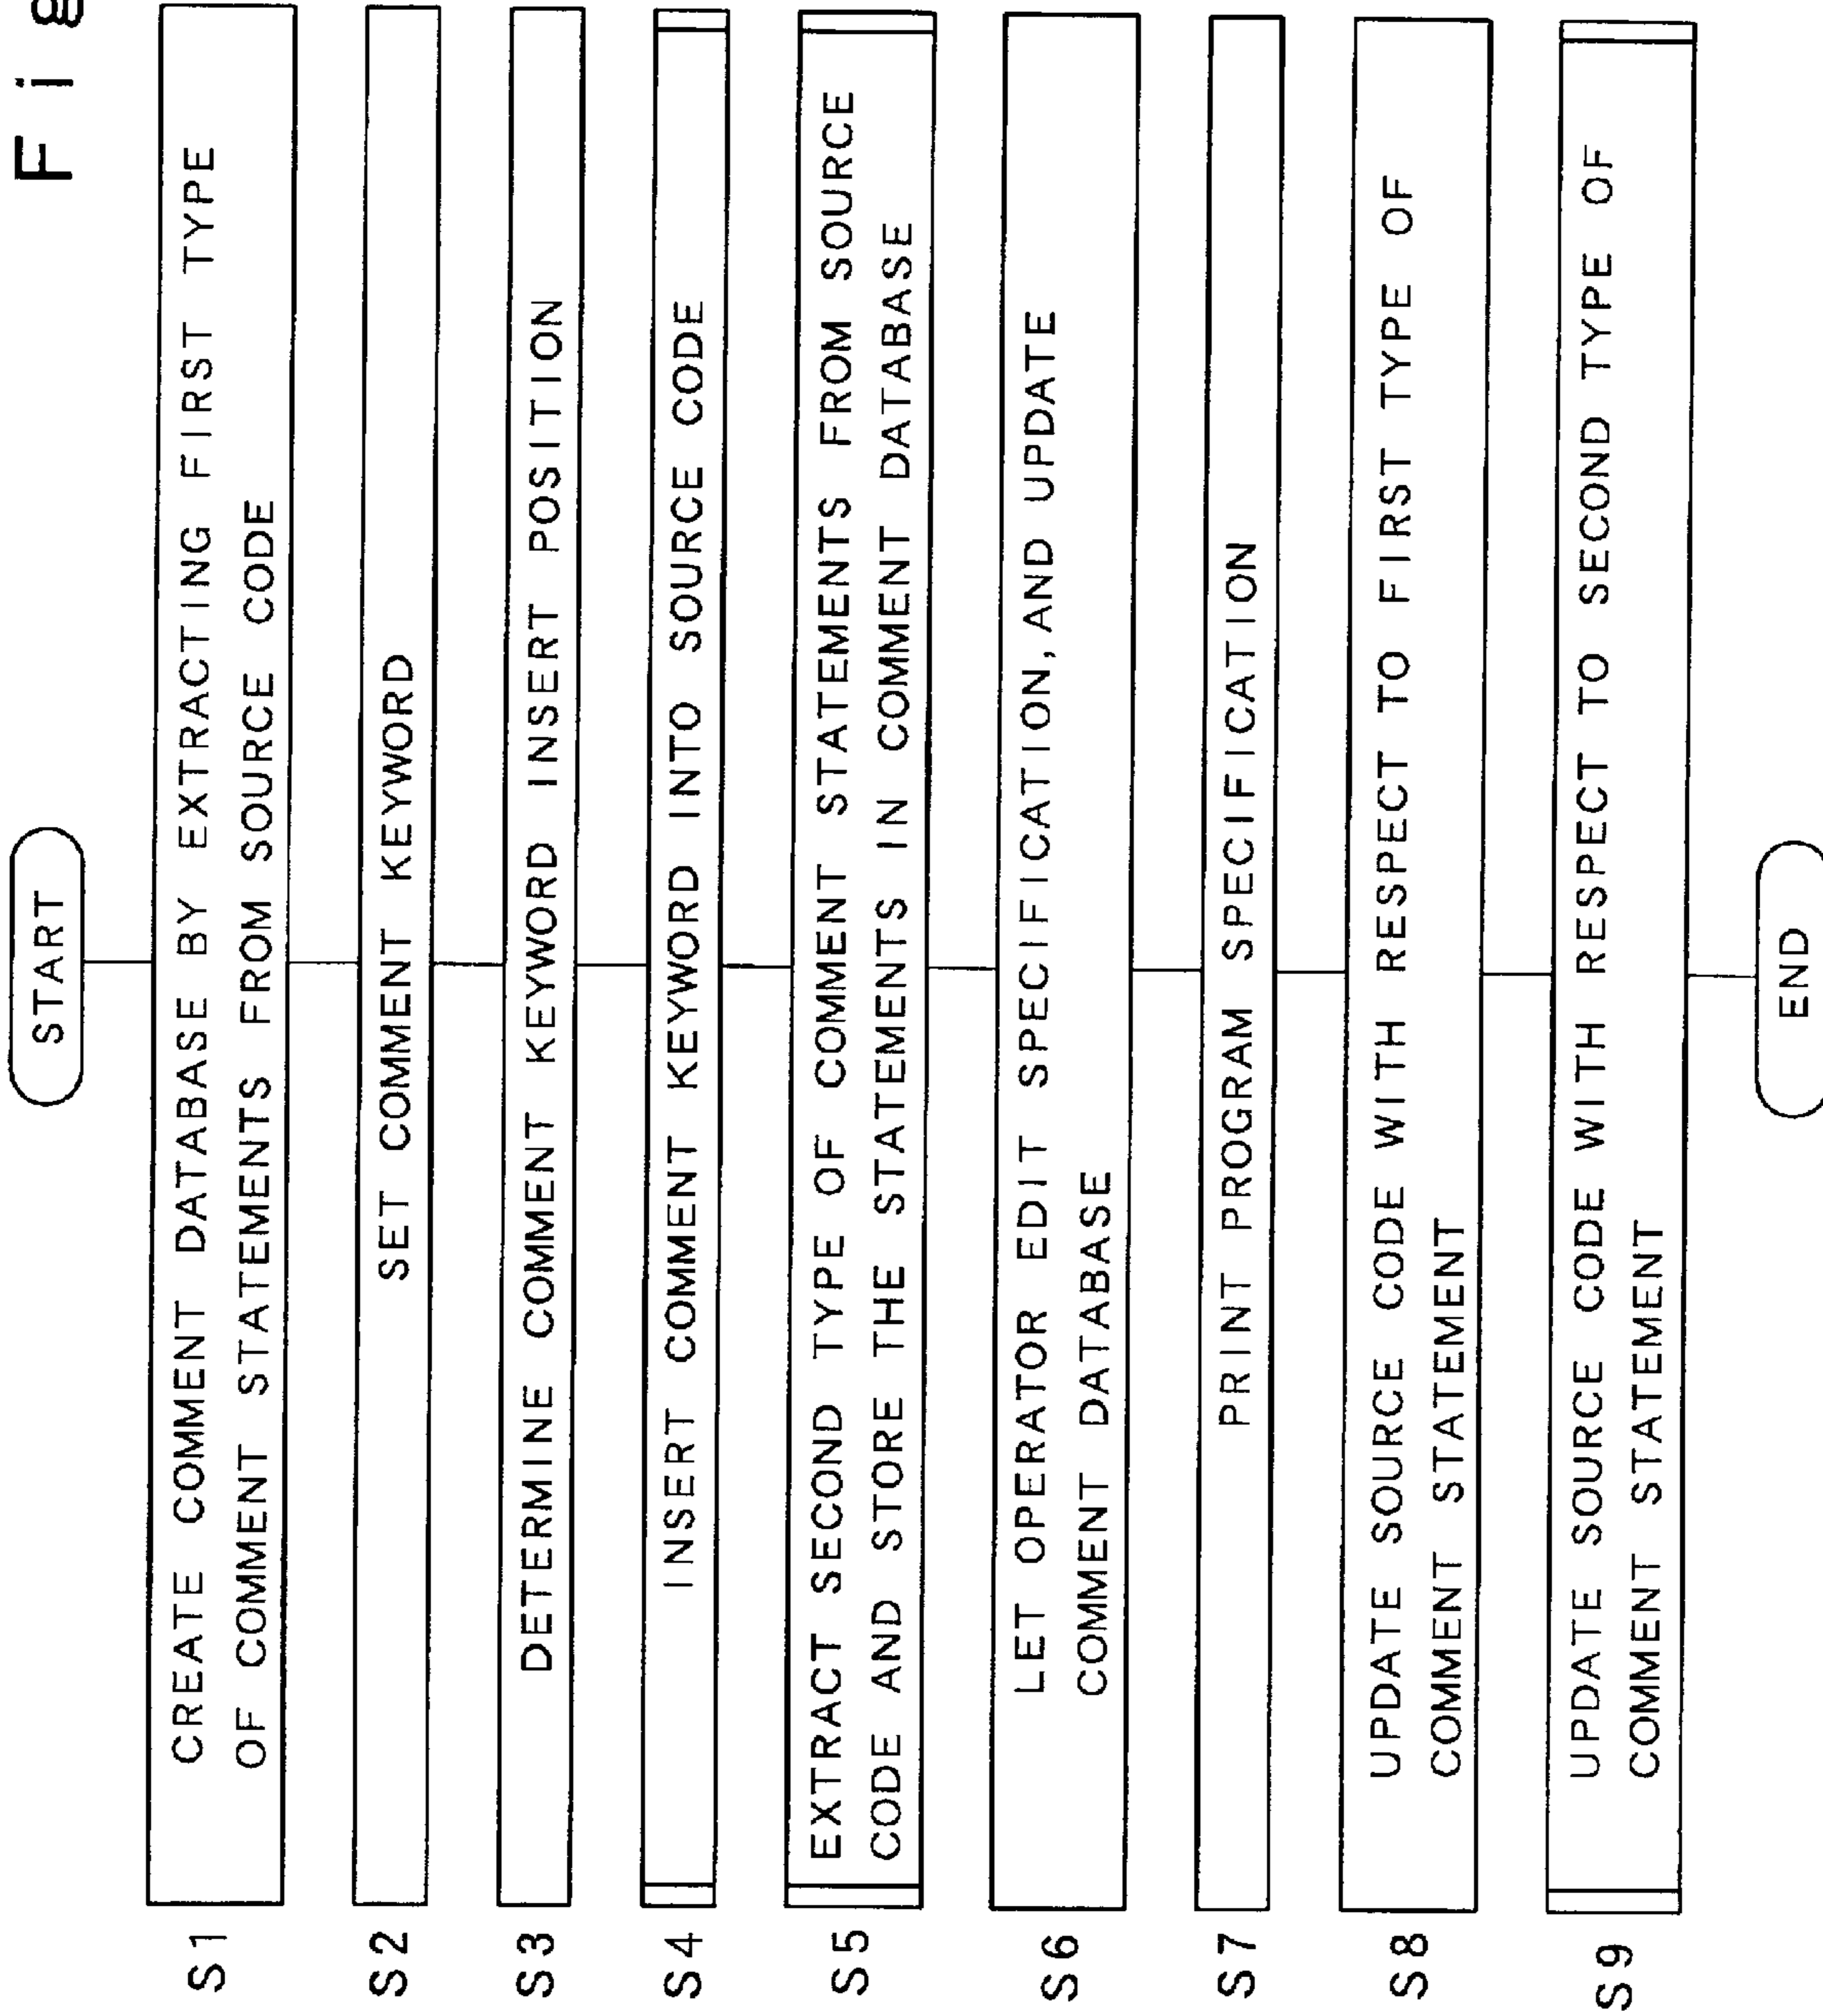 Fig
START
S1
CREATE COMMENT DATABASE BY EXTRACTING FIRST TYPE
OF COMMENT STATEMENTS FROM SOURCE CODE
S2
SET COMMENT KEYWORD
S3
DETERMINE COMMENT KEYWORD INSERT POSITION
S4
INSERT COMMENT KEYWORD INTO SOURCE CODE
S5
EXTRACT SECOND TYPE OF COMMENT STATEMENTS FROM SOURCE
CODE AND STORE THE STATEMENTS IN COMMENT DATABASE
S6
LET OPERATOR EDIT SPECIFICATION, AND UPDATE
COMMENT DATABASE
S7
PRINT PROGRAM SPECIFICATION
S8
UPDATE SOURCE CODE WITH RESPECT TO FIRST TYPE OF
COMMENT STATEMENT
S9
UPDATE SOURCE CODE WITH RESPECT TO SECOND TYPE OF
COMMENT STATEMENT
END